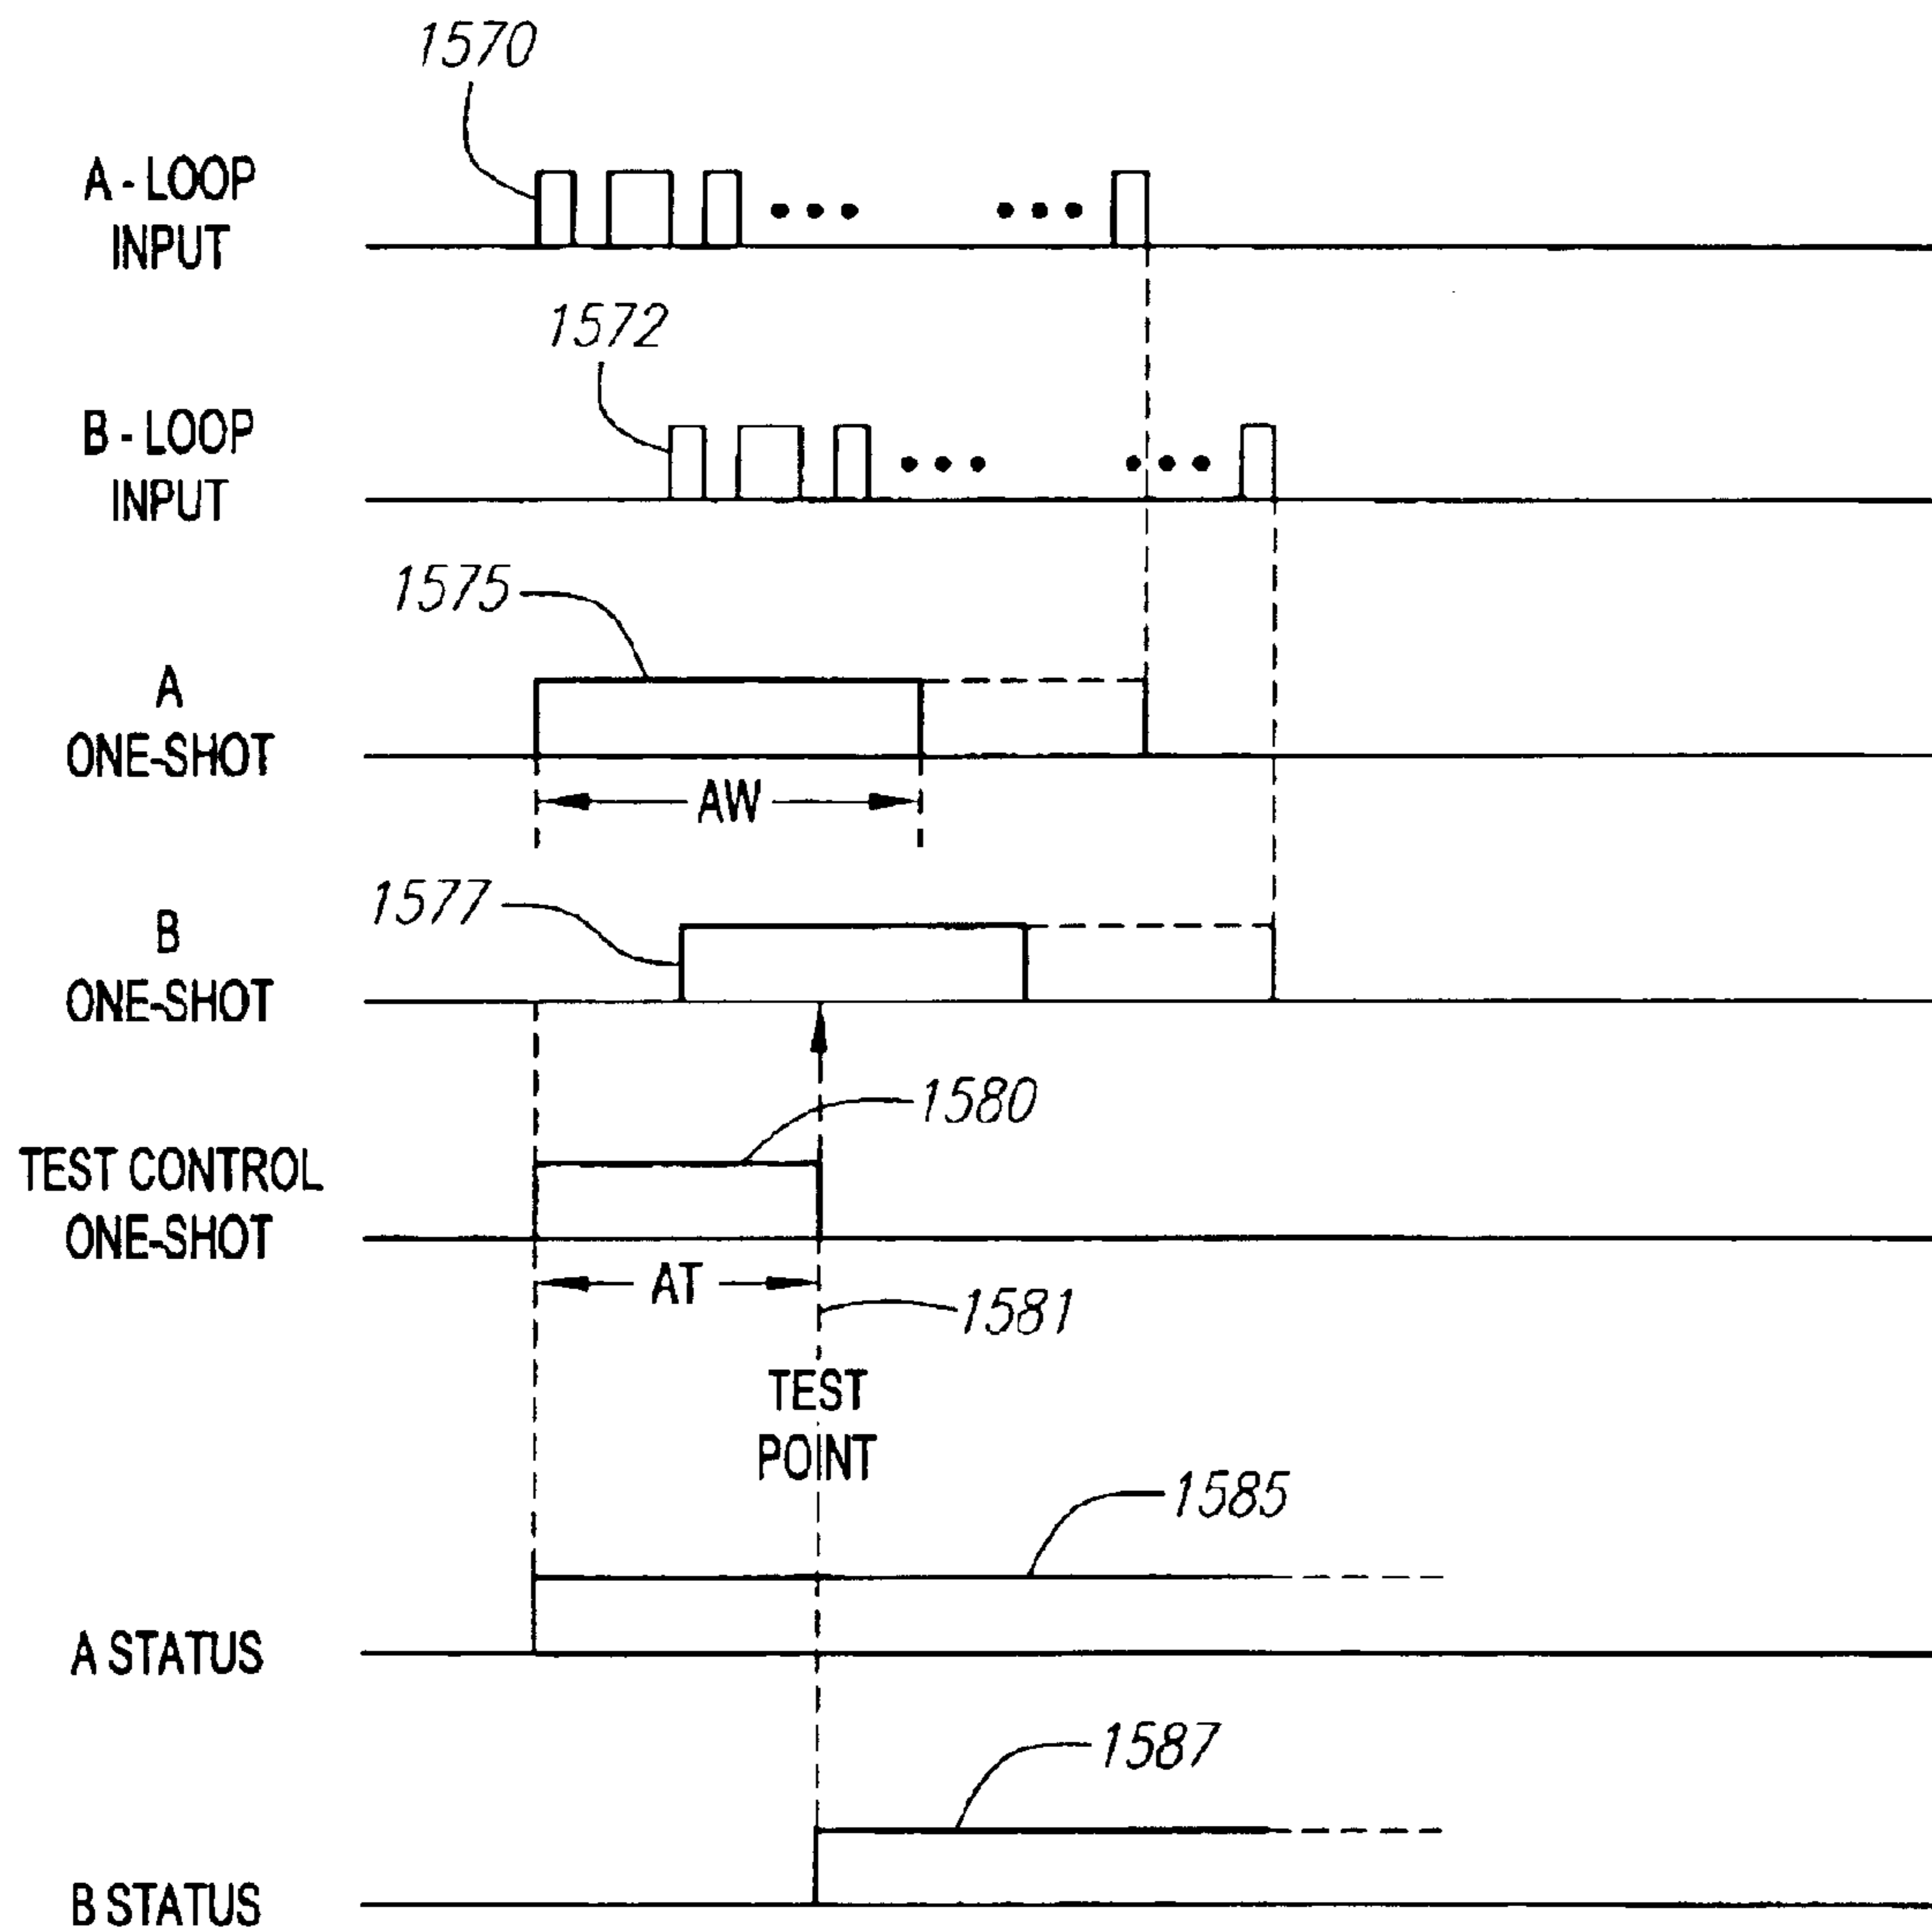 1570
A - LOOP
INPUT
1572
B - LOOP
INPUT
1575
A
ONE-SHOT
AW
1577
B
ONE-SHOT
1580
TEST CONTROL
ONE-SHOT
AT
1581
TEST
POINT
1585
A STATUS
1587
B STATUS